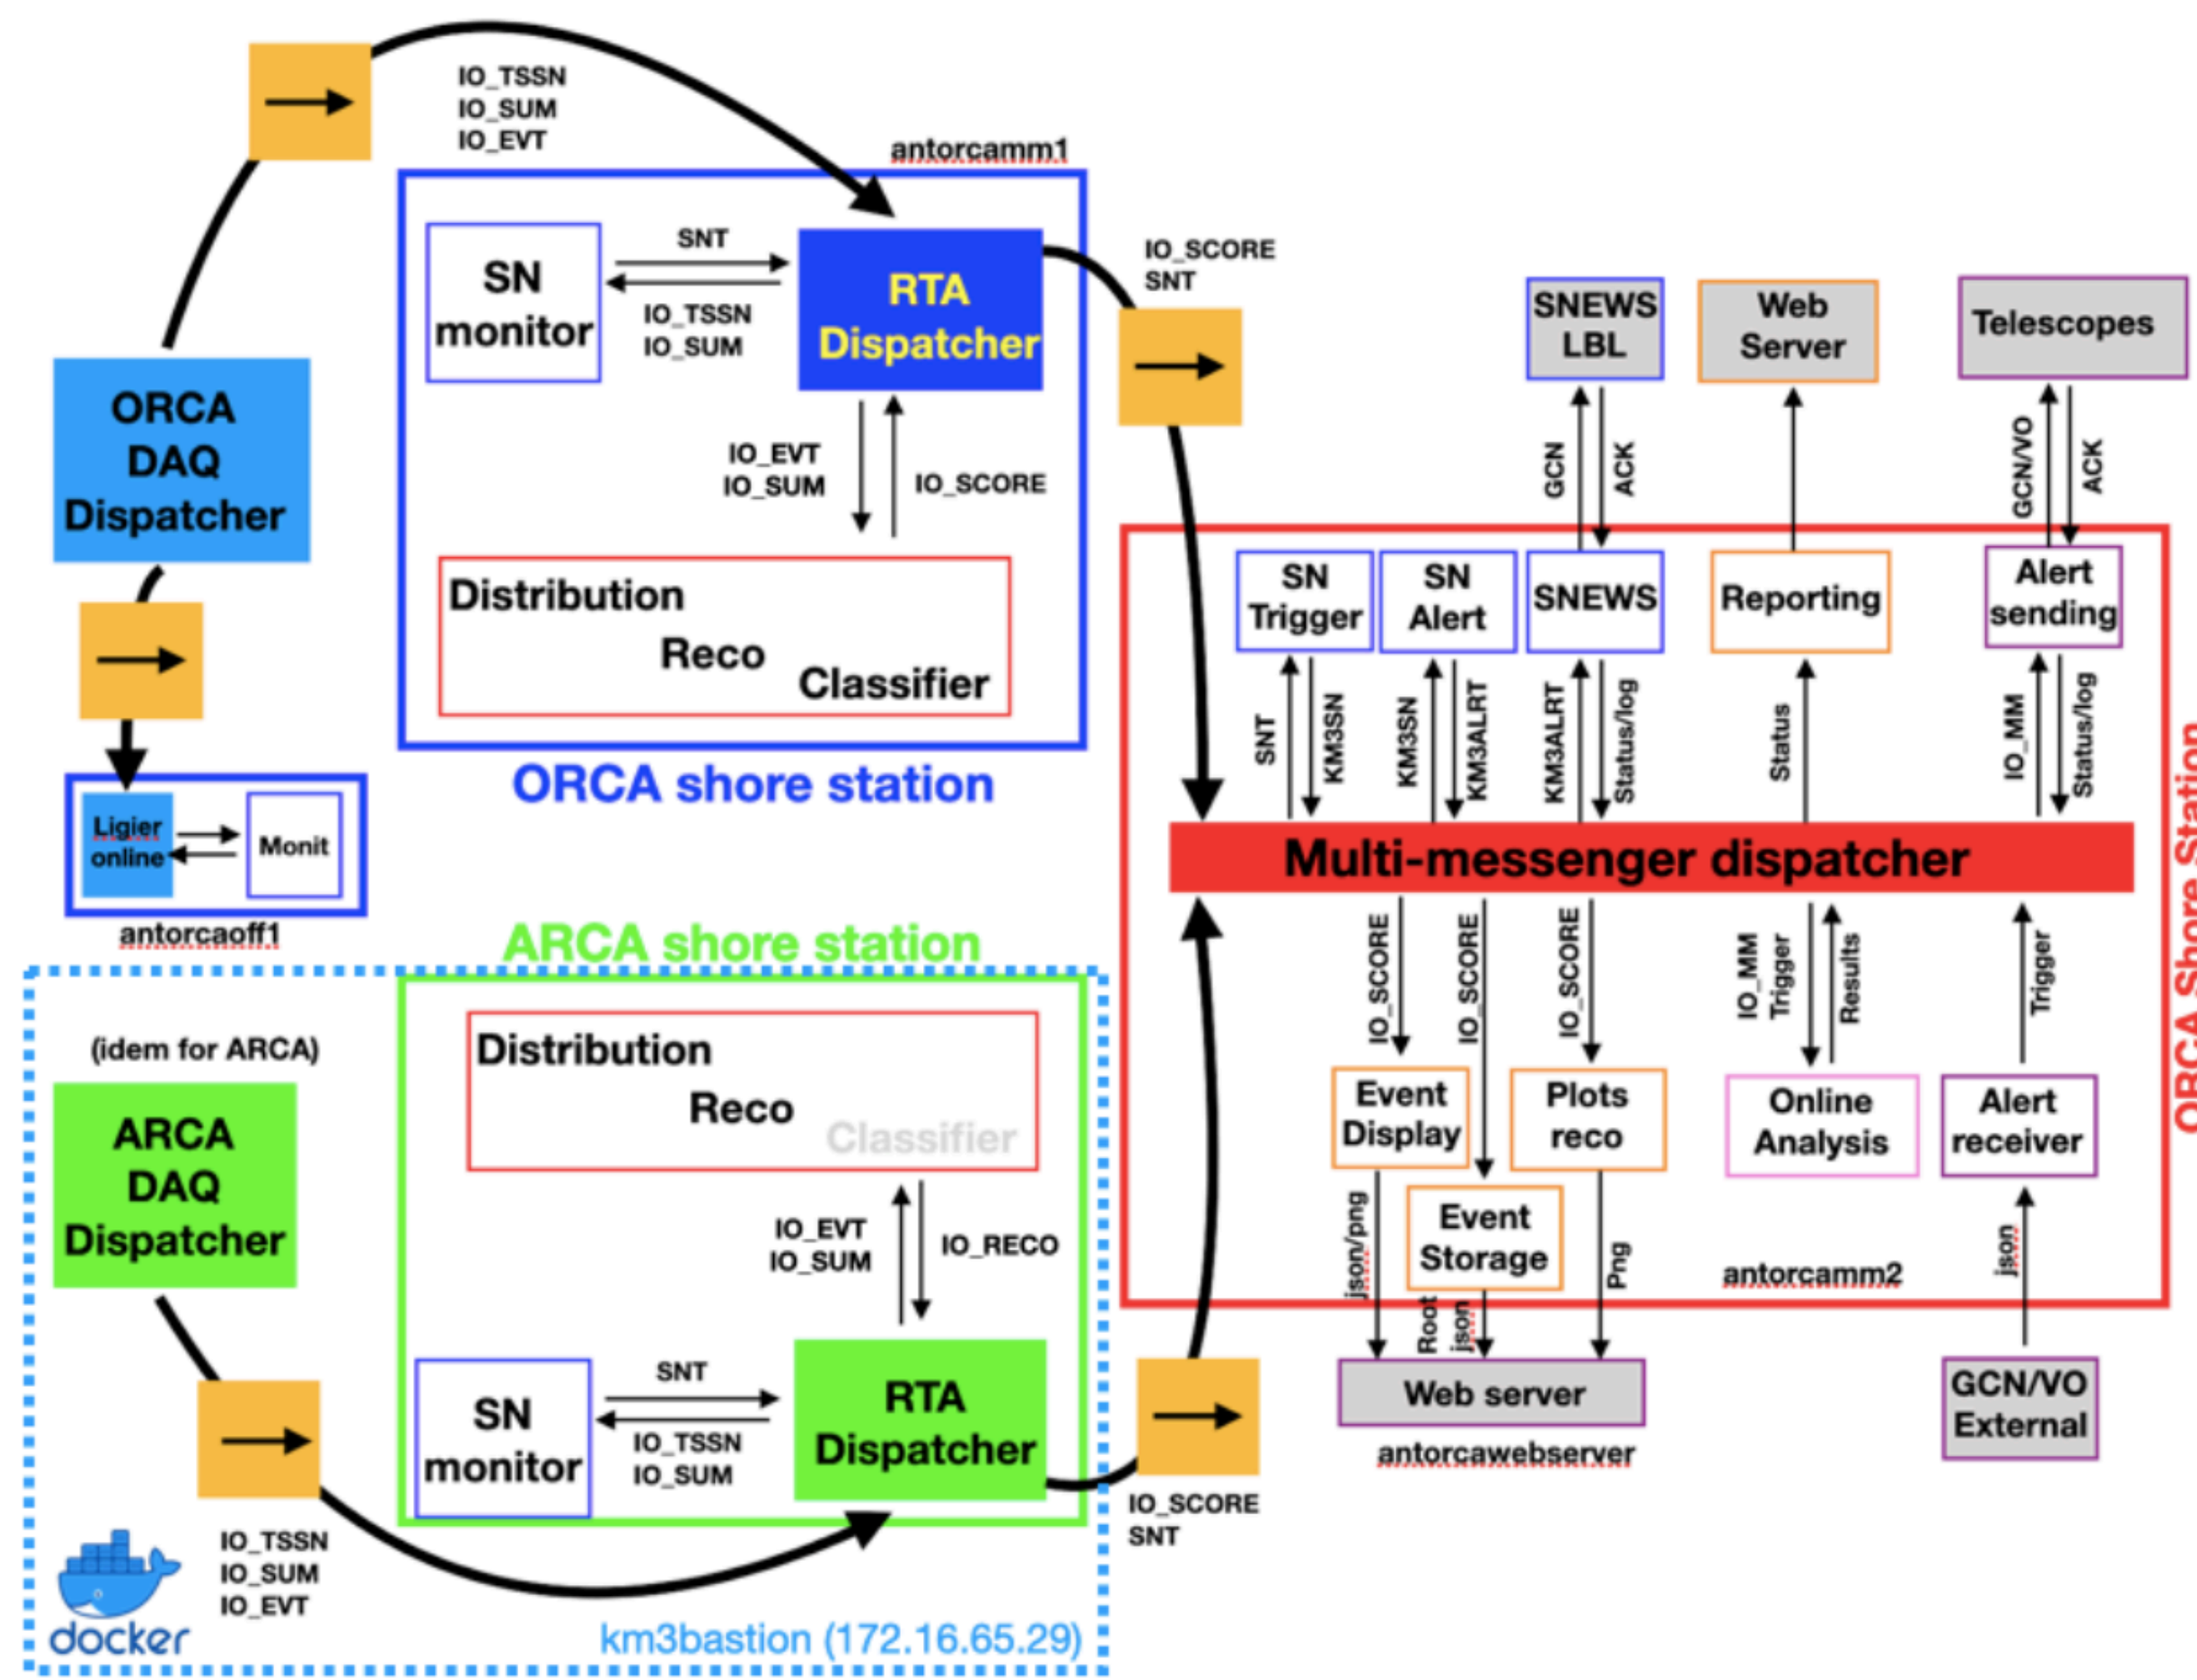 IO_TSSN
IO_SUM
IO_EVT
antorcamm1
SN
monitor
SNT
IO_TSSN
IO_SUM
RTA
Dispatcher
IO_SCORE
SNT
IO_EVT
IO_SUM
IO_SCORE
Distribution
Reco
Classifier
ORCA shore station
ORCA
DAQ
Dispatcher
Ligier
online
Monit
antorcaoff1
SNEWS
LBL
Web
Server
Telescopes
GCN
ACK
GCN/VO
ACK
SN
Trigger
SN
Alert
SNEWS
Reporting
Alert
sending
SNT
KM3SN
KM3SN
KM3ALRT
KM3ALRT
Status/log
Status
IO_MM
Status/log
Multi-messenger dispatcher
ORCA Shore Station
IO_SCORE
IO_SCORE
IO_SCORE
IO_MM
Trigger
Results
Trigger
Event
Display
Plots
reco
Online
Analysis
Alert
receiver
Event
Storage
json/png
Root
json
Png
antorcamm2
json
Web server
antorcawebserver
GCN/VO
External
ARCA shore station
(idem for ARCA)
ARCA
DAQ
Dispatcher
Distribution
Reco
Classifier
IO_EVT
IO_SUM
IO_RECO
SN
monitor
SNT
IO_TSSN
IO_SUM
RTA
Dispatcher
IO_SCORE
SNT
IO_TSSN
IO_SUM
IO_EVT
docker
km3bastion (172.16.65.29)